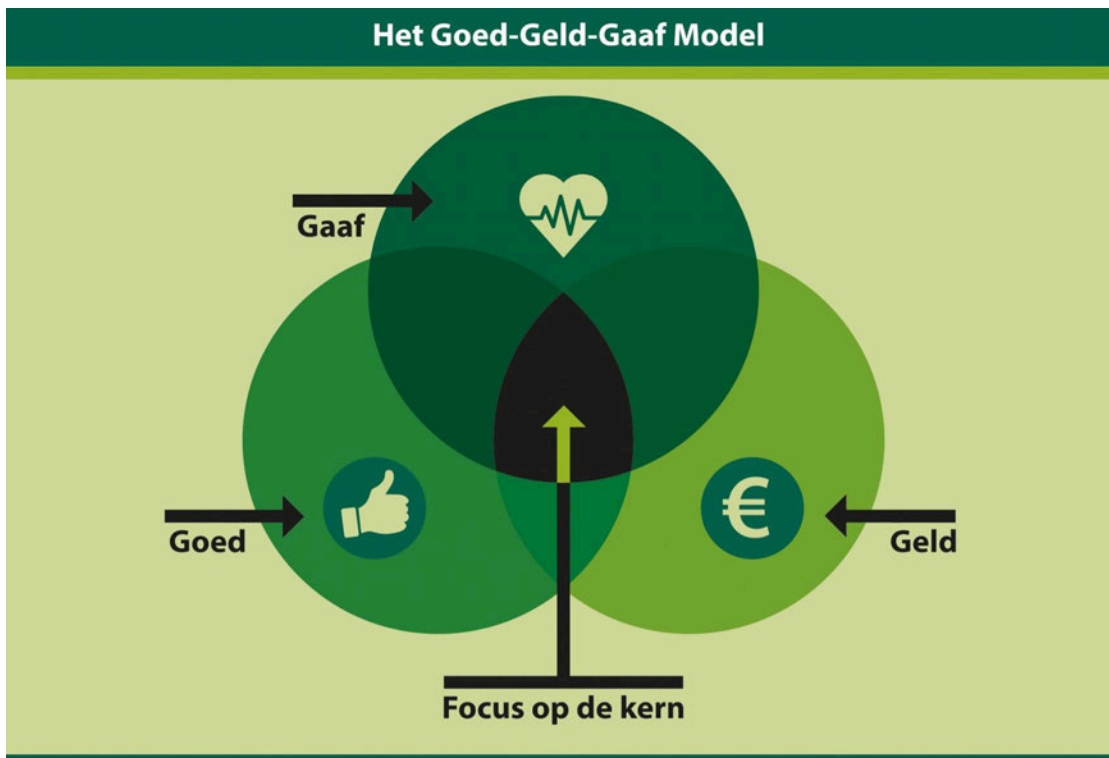 Het Goed-Geld-Gaaf Model
Gaaf
Goed
€
Geld
Focus op de kern